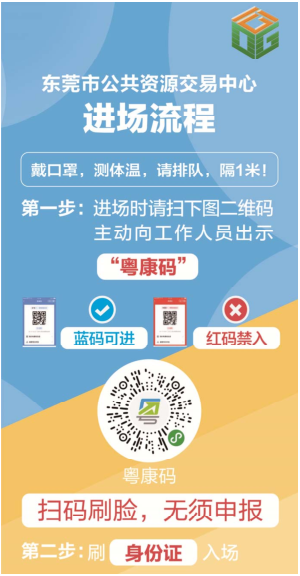 东莞市公共资源交易中心
进场流程
戴口罩，测体温，请排队，隔1米！
第一步：进场时请扫下图二维码
主动向工作人员出示
“粤康码”
蓝码可进
红码禁入
粤康码
扫码刷脸，无须申报
第二步：刷 身份证 入场